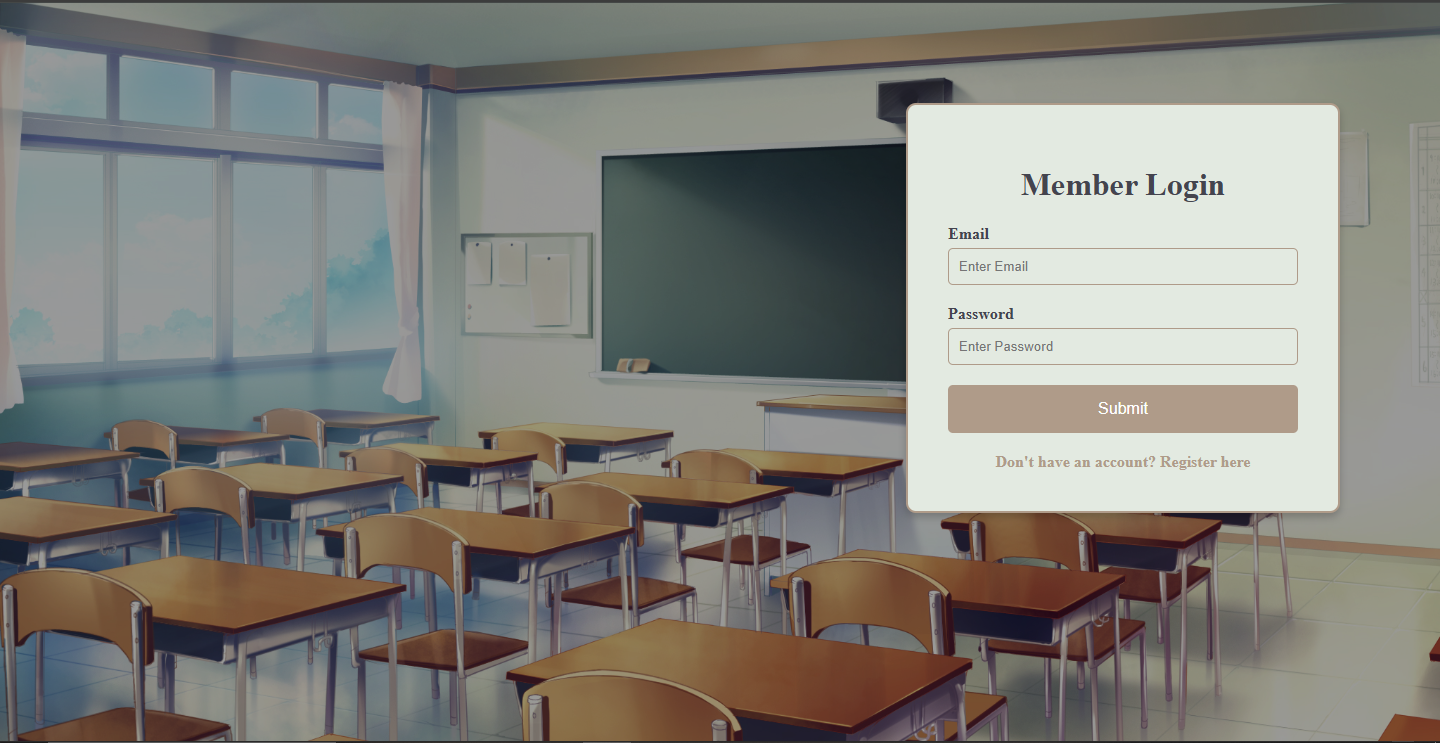 Member Login
Email
Enter Email
Password
Enter Password
Submit
Don't have an account? Register here